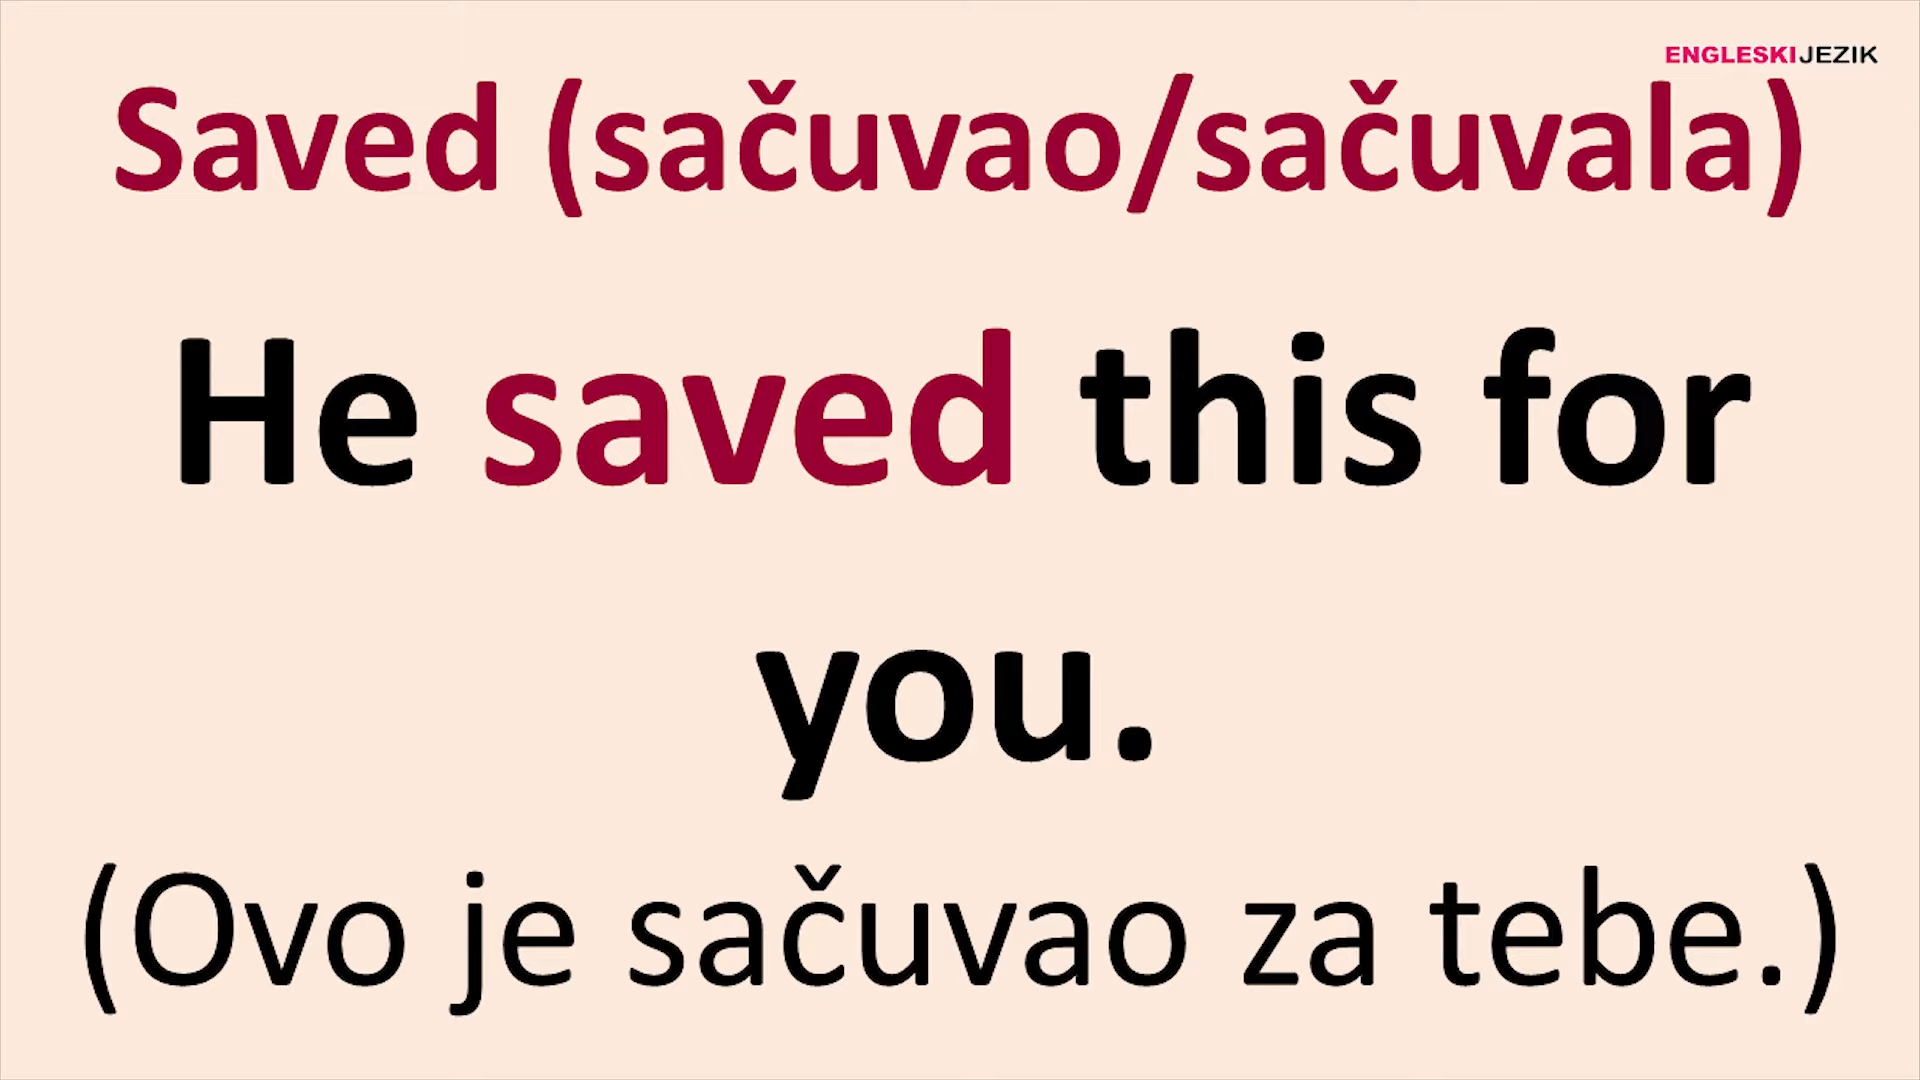 ENGLESKIJEZIK
Saved (sačuvao/sačuvala)
He saved this for
you.
(Ovo je sačuvao za tebe.)